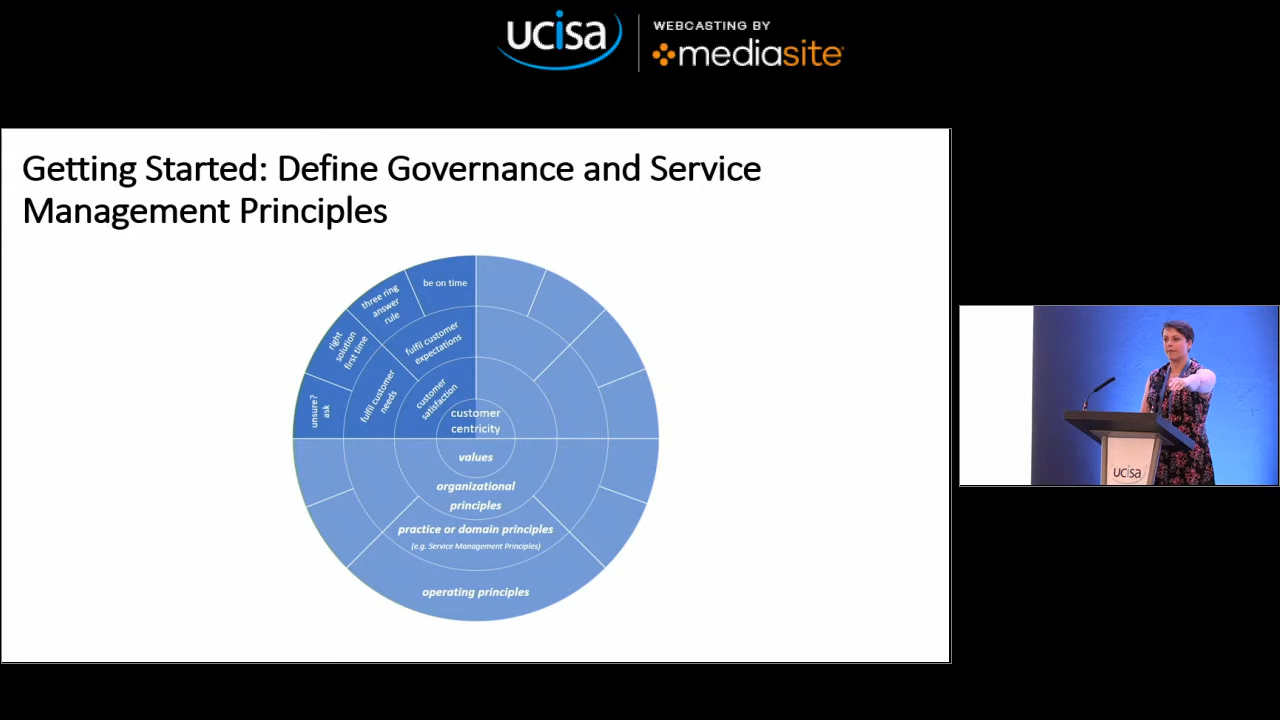 ucisa
WEBCASTING BY
mediasite
Getting Started: Define Governance and Service
Management Principles
be on time
three ring
answer
rule
right
solution
first time
unsure?
ask
fulfil customer
expectations
fulfil customer
needs
customer
satisfaction
customer
centricity
values
organizational
principles
practice or domain principles
(e.g. Service Management Principles)
operating principles
ucisa